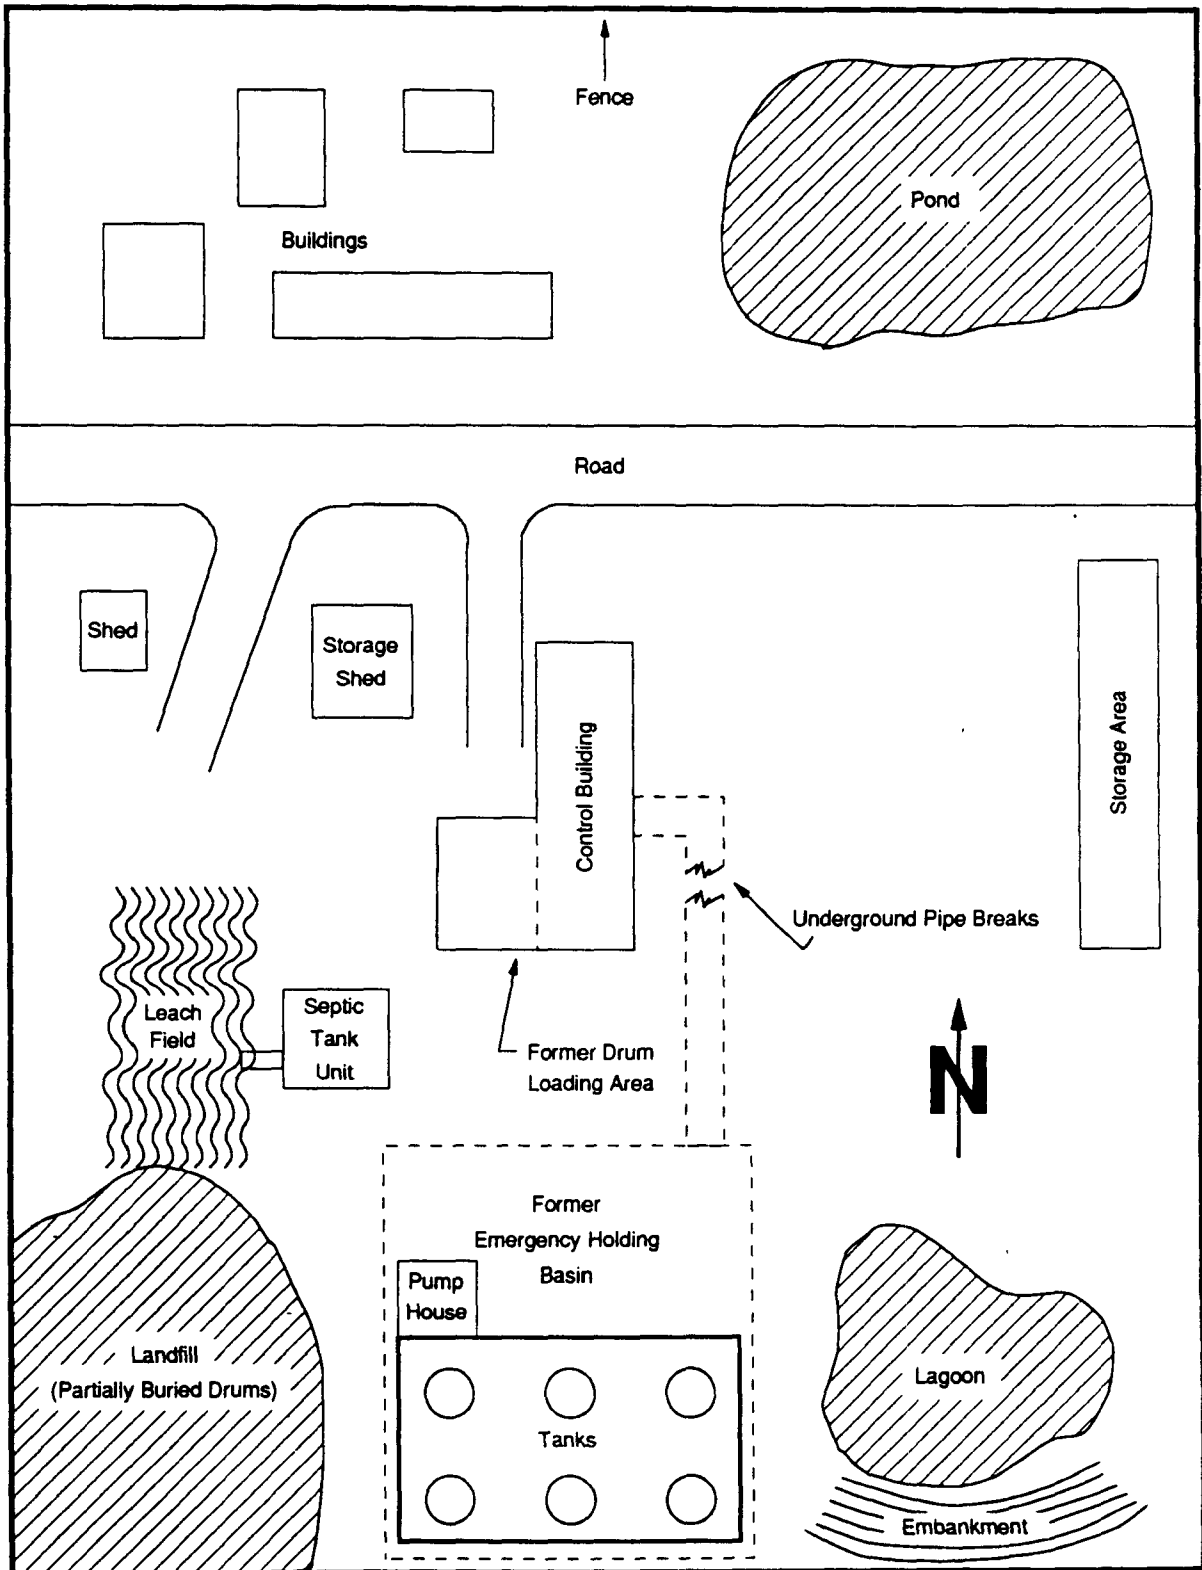 Fence
Pond
Buildings
Road
Shed
Storage
Shed
Control Building
Storage Area
Underground Pipe Breaks
Leach
Field
Septic
Tank
Unit
Former Drum
Loading Area
N
Former
Emergency Holding
Basin
Pump
House
Landfill
(Partially Buried Drums)
Tanks
Lagoon
Embankment